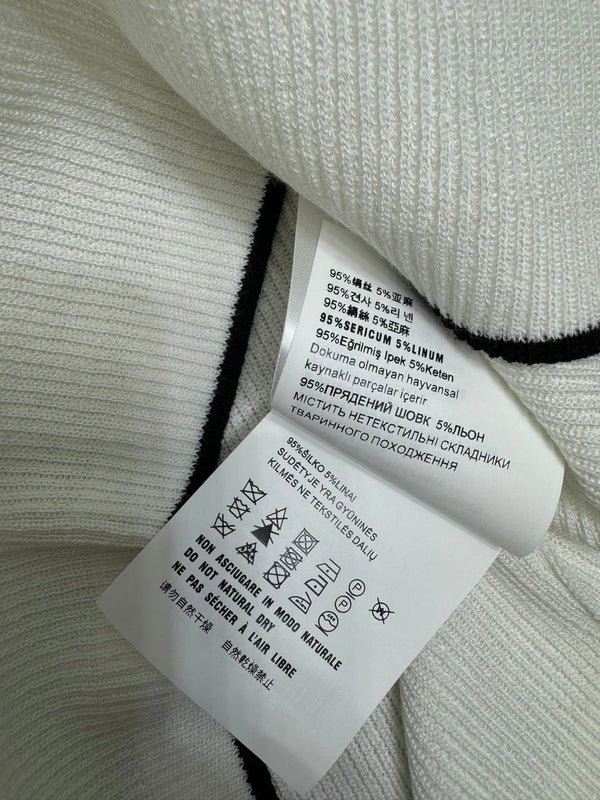 95%绢丝 5%亚麻
95%견사 5%리 넨
95%絹絲 5%亞麻
95%SERICUM 5%LINUM
95%Eğrilmiş İpek 5%Keten
Dokuma olmayan hayvansal
kaynaklı parçalar içerir
95%ПРЯДЕНИЙ ШОВК 5%ЛЬОН
МІСТИТЬ НЕТЕКСТИЛЬНІ СКЛАДНИКИ
ТВАРИННОГО ПОХОДЖЕННЯ
95%ŠILKO 5%LINAI
SUDĖTYJE YRA GYŪNINĖS
KILMĖS NE TEKSTILĖS DALIŲ
NON ASCIUGARE IN MODO NATURALE
DO NOT NATURAL DRY
NE PAS SÉCHER À L'AIR LIBRE
请勿自然干燥
自然乾燥禁止